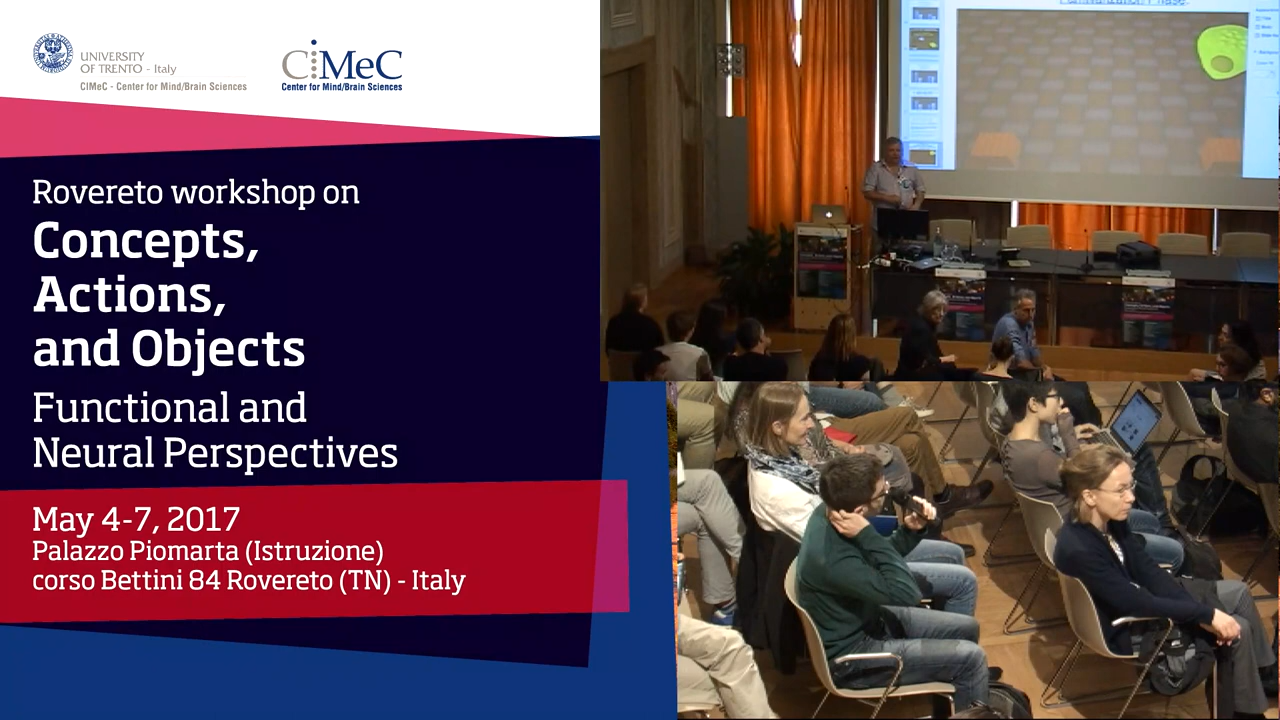 UNIVERSITY
OF TRENTO - Italy
CIMeC - Center for Mind/Brain Sciences
CiMeC
Center for Mind/Brain Sciences
Rovereto workshop on
Concepts,
Actions,
and Objects
Functional and
Neural Perspectives
May 4-7, 2017
Palazzo Piomarta (Istruzione)
corso Bettini 84 Rovereto (TN) - Italy